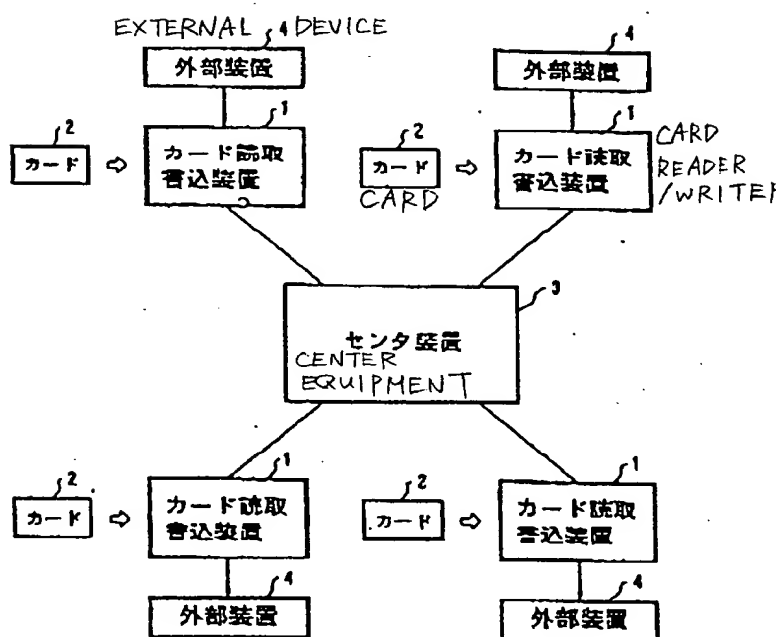 EXTERNAL 4 DEVICE
外部装置
4
外部装置
2
カード
1
カード読取
書込装置
2
カード
CARD
1
カード読取
書込装置
CARD
READER
/WRITER
3
センタ装置
CENTER
EQUIPMENT
2
カード
1
カード読取
書込装置
2
カード
1
カード読取
書込装置
4
外部装置
4
外部装置